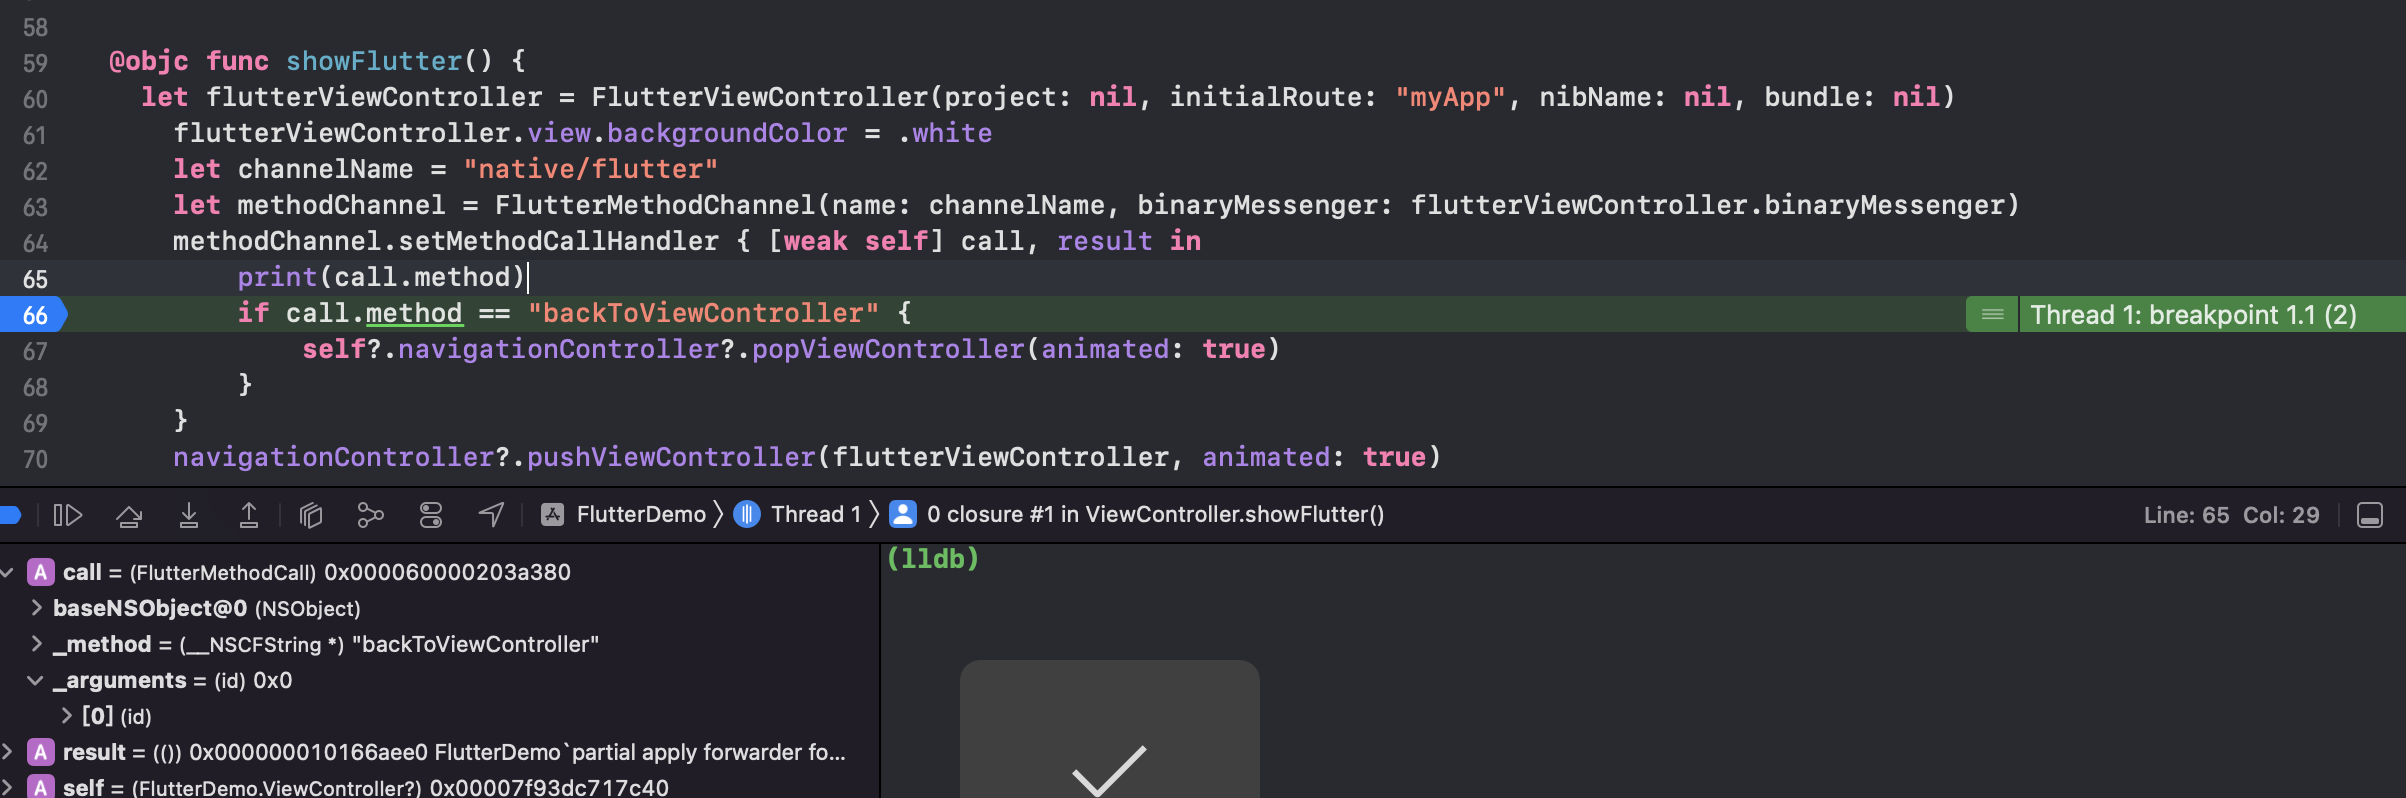 58
59 @objc func showFlutter() {
60 let flutterViewController = FlutterViewController(project: nil, initialRoute: "myApp", nibName: nil, bundle: nil)
61 flutterViewController.view.backgroundColor = .white
62 let channelName = "native/flutter"
63 let methodChannel = FlutterMethodChannel(name: channelName, binaryMessenger: flutterViewController.binaryMessenger)
64 methodChannel.setMethodCallHandler { [weak self] call, result in
65 print(call.method)
66 if call.method == "backToViewController" { Thread 1: breakpoint 1.1 (2)
67 self?.navigationController?.popViewController(animated: true)
68 }
69 }
70 navigationController?.pushViewController(flutterViewController, animated: true)
FlutterDemo 〉 Thread 1 〉 0 closure #1 in ViewController.showFlutter() Line: 65 Col: 29
A call = (FlutterMethodCall) 0x000060000203a380
baseNSObject@0 (NSObject)
_method = (__NSCFString *) "backToViewController"
_arguments = (id) 0x0
[0] (id)
A result = (()) 0x000000010166aee0 FlutterDemo`partial apply forwarder fo...
A self = (FlutterDemo.ViewController?) 0x00007f93dc717c40
(lldb)